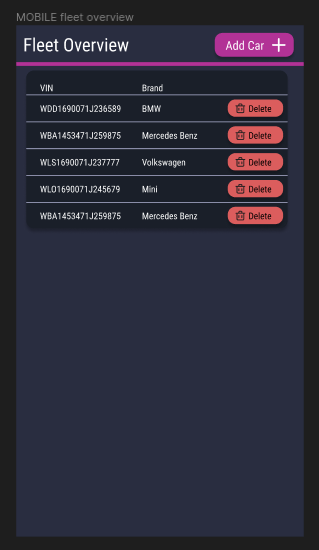 MOBILE fleet overview
Fleet Overview Add Car
VIN Brand
WDD1690071J236589 BMW Delete
WBA1453471J259875 Mercedes Benz Delete
WLS1690071J237777 Volkswagen Delete
WLO1690071J245679 Mini Delete
WBA1453471J259875 Mercedes Benz Delete